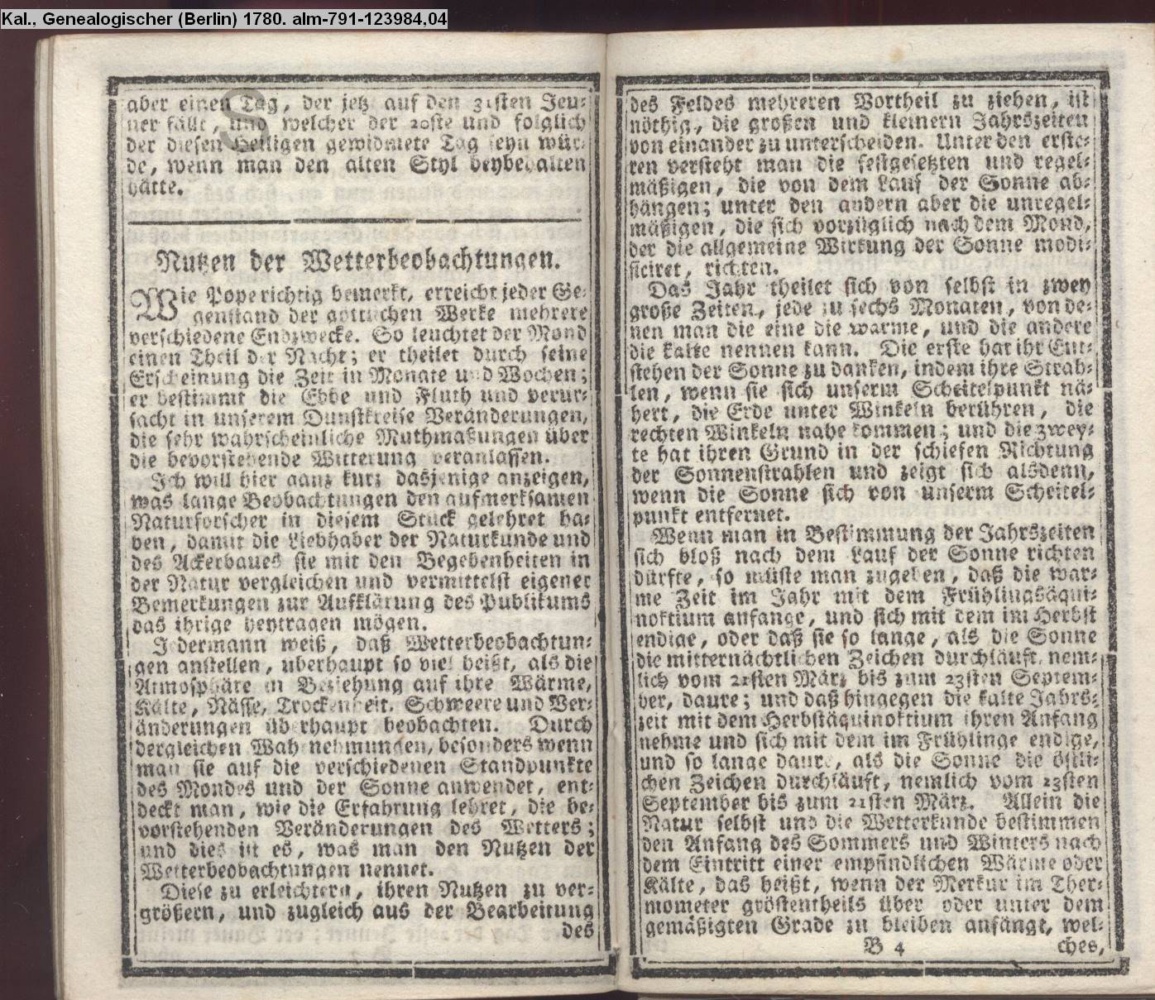 Kal., Genealogischer (Berlin) 1780. alm-791-123984,04
aber einen Tag, der jetz auf den 31sten Jeu-
ner fällt, und welcher der 20ste und folglich
der diesen Heiligen gewidmete Tag seyn wür-
de, wenn man den alten Styl beybehalten
hätte.
Nutzen der Wetterbeobachtungen.
Wie Pope richtig bemerkt, erreicht jeder Ge-
genstand der göttlichen Werke mehrere
verschiedene Endzwecke. So leuchtet der Mond
einen Theil der Nacht; er theilet durch seine
Erscheinung die Zeit in Monate und Wochen;
er bestimmt die Ebbe und Fluth und verur-
sacht in unserem Dunstkreise Veränderungen,
die sehr wahrscheinliche Muthmaßungen über
die bevorstehende Witterung veranlassen.
Ich will hier ganz kurz dasjenige anzeigen,
was lange Beobachtungen den aufmerksamen
Naturforscher in diesem Stück gelehret ha-
ben, damit die Liebhaber der Naturkunde und
des Ackerbaues sie mit den Begebenheiten in
der Natur vergleichen und vermittelst eigener
Bemerkungen zur Aufklärung des Publikums
das ihrige beytragen mögen.
Jedermann weiß, daß Wetterbeobachtun-
gen anstellen, überhaupt so viel heißt, als die
Atmosphäre in Beziehung auf ihre Wärme,
Kälte, Nässe, Trockenheit, Schweere und Ver-
änderungen überhaupt beobachten. Durch
dergleichen Wahrnehmungen, besonders wenn
man sie auf die verschiedenen Standpunkte
des Mondes und der Sonne anwendet, ent-
deckt man, wie die Erfahrung lehret, die be-
vorstehenden Veränderungen des Wetters;
und dies ist es, was man den Nutzen der
Wetterbeobachtungen nennet.
Diese zu erleichtern, ihren Nutzen zu ver-
größern, und zugleich aus der Bearbeitung
des
des Feldes mehreren Vortheil zu ziehen, ist
nöthig, die großen und kleinern Jahrszeiten
von einander zu unterscheiden. Unter den erste-
ren versteht man die festgesetzten und regel-
mäßigen, die von dem Lauf der Sonne ab-
hängen; unter den andern aber die unregel-
mäßigen, die sich vorzüglich nach dem Mond,
der die allgemeine Wirkung der Sonne modi-
ficiret, richten.
Das Jahr theilet sich von selbst in zwey
große Zeiten, jede zu sechs Monaten, von de-
nen man die eine die warme, und die andere
die kalte nennen kann. Die erste hat ihr Ent-
stehen der Sonne zu danken, indem ihre Strah-
len, wenn sie sich unserm Scheitelpunkt nä-
hert, die Erde unter Winkeln berühren, die
rechten Winkeln nahe kommen; und die zwey-
te hat ihren Grund in der schiefen Richtung
der Sonnenstrahlen und zeigt sich alsdenn,
wenn die Sonne sich von unserm Scheitel-
punkt entfernet.
Wenn man in Bestimmung der Jahrszeiten
sich bloß nach dem Lauf der Sonne richten
dürfte, so müste man zugeben, daß die war-
me Zeit im Jahr mit dem Frühlingsäqui-
noktium anfange, und sich mit dem im Herbst
endige, oder daß sie so lange, als die Sonne
die mitternächtlichen Zeichen durchläuft, nem-
lich vom 21sten März bis zum 23sten Septem-
ber, daure; und daß hingegen die kalte Jahrs-
zeit mit dem Herbstäquinoktium ihren Anfang
nehme und sich mit dem im Frühlinge endige,
und so lange daure, als die Sonne die östli-
chen Zeichen durchläuft, nemlich vom 23sten
September bis zum 21sten März. Allein die
Natur selbst und die Wetterkunde bestimmen
den Anfang des Sommers und Winters nach
dem Eintritt einer empfindlichen Wärme oder
Kälte, das heißt, wenn der Merkur im Ther-
mometer gröstentheils über oder unter dem
gemäßigten Grade zu bleiben anfängt, wel-
B 4 ches,